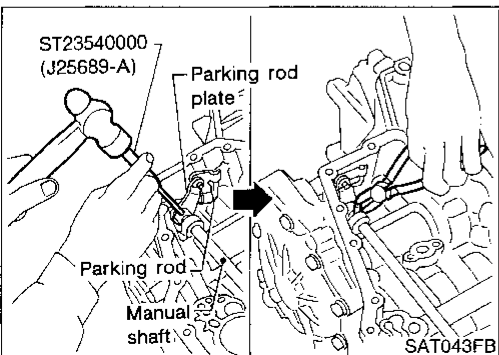 ST23540000
(J25689-A)
Parking rod
plate
Parking rod
Manual
shaft
SAT043FB